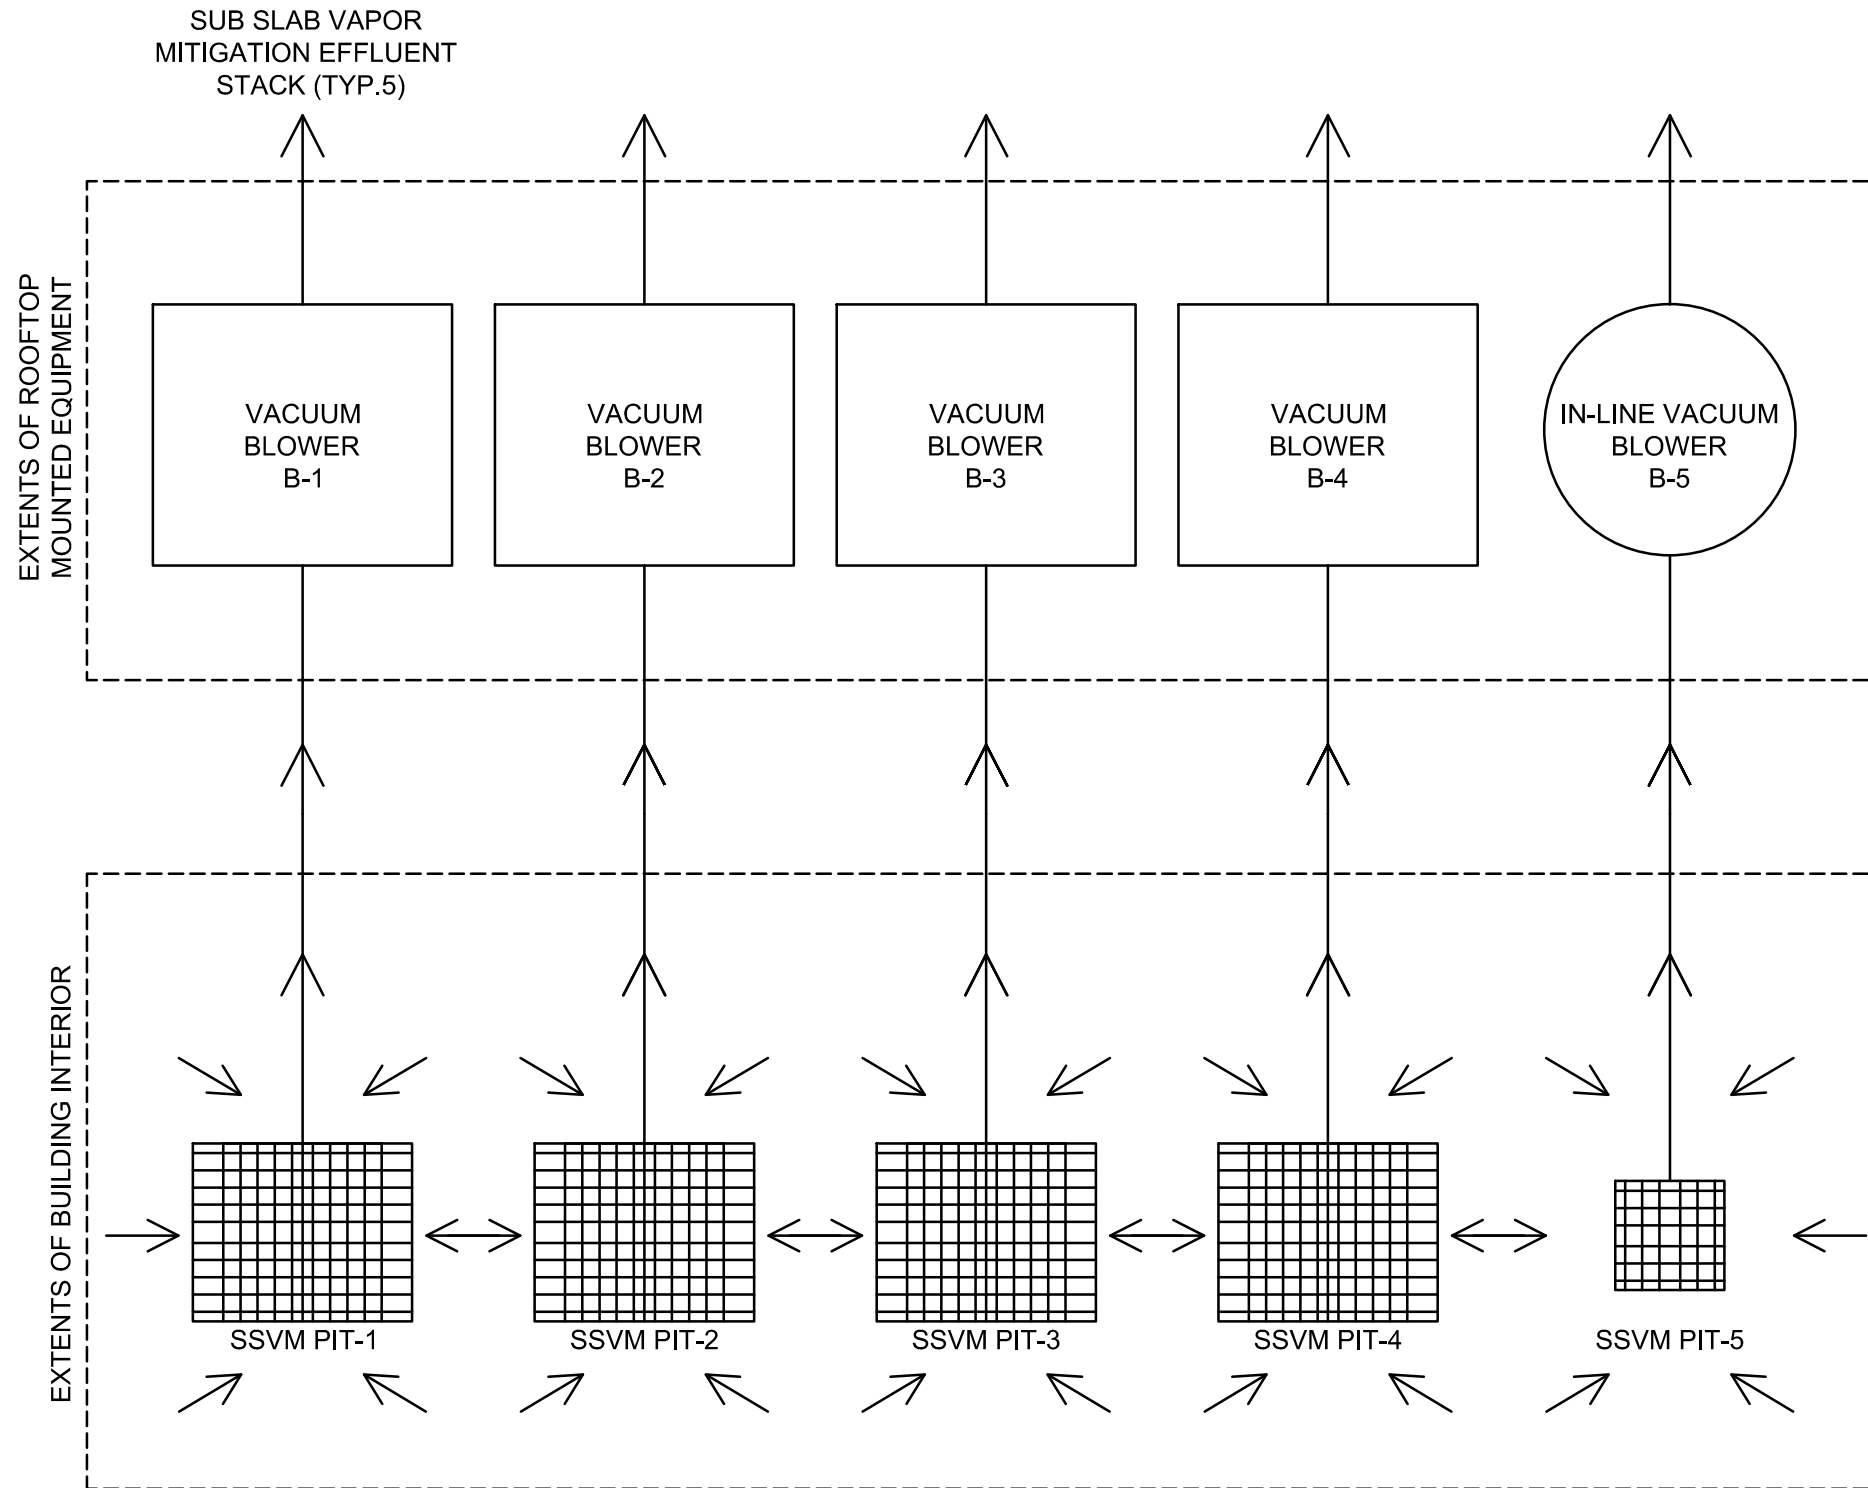 SUB SLAB VAPOR
MITIGATION EFFLUENT
STACK (TYP.5)
EXTENTS OF ROOFTOP
MOUNTED EQUIPMENT
VACUUM
BLOWER
B-1
VACUUM
BLOWER
B-2
VACUUM
BLOWER
B-3
VACUUM
BLOWER
B-4
IN-LINE VACUUM
BLOWER
B-5
EXTENTS OF BUILDING INTERIOR
SSVM PIT-1
SSVM PIT-2
SSVM PIT-3
SSVM PIT-4
SSVM PIT-5